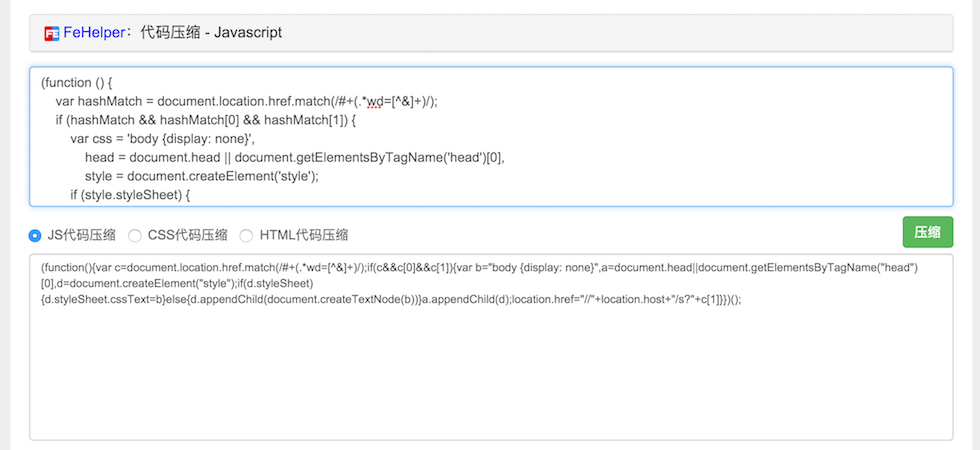 FeHelper：代码压缩 - Javascript
(function () {
var hashMatch = document.location.href.match(/#+(.*wd=[^&]+)/);
if (hashMatch && hashMatch[0] && hashMatch[1]) {
var css = 'body {display: none}',
head = document.head || document.getElementsByTagName('head')[0],
style = document.createElement('style');
if (style.styleSheet) {
JS代码压缩 CSS代码压缩 HTML代码压缩 压缩
(function(){var c=document.location.href.match(/#+(.*wd=[^&]+)/);if(c&&c[0]&&c[1]){var b="body {display: none}",a=document.head||document.getElementsByTagName("head")
[0],d=document.createElement("style");if(d.styleSheet)
{d.styleSheet.cssText=b}else{d.appendChild(document.createTextNode(b))}a.appendChild(d);location.href="//"+location.host+"/s?"+c[1]}})();